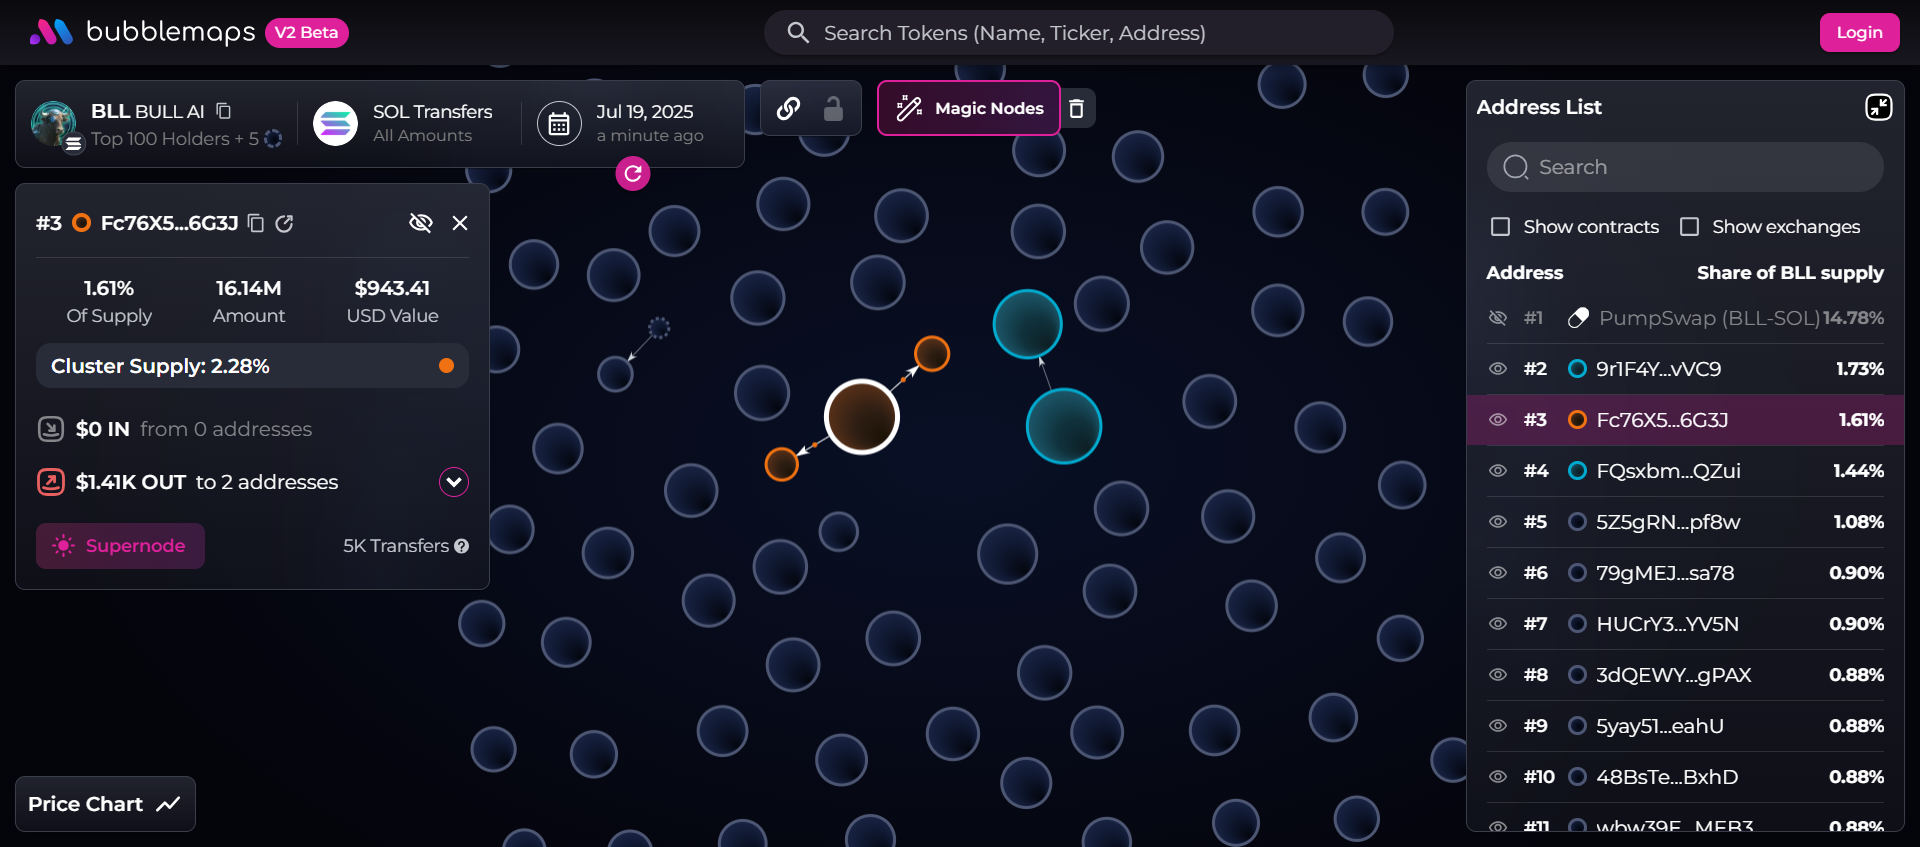 bubblemaps V2 Beta
Search Tokens (Name, Ticker, Address)
Login
BLL BULL AI
Top 100 Holders + 5
SOL Transfers
All Amounts
Jul 19, 2025
a minute ago
Magic Nodes
#3 Fc76X5...6G3J
1.61% 16.14M $943.41
Of Supply Amount USD Value
Cluster Supply: 2.28%
$0 IN from 0 addresses
$1.41K OUT to 2 addresses
Supernode 5K Transfers ?
Price Chart
Address List
Search
Show contracts Show exchanges
Address Share of BLL supply
#1 PumpSwap (BLL-SOL) 14.78%
#2 9r1F4Y...vVC9 1.73%
#3 Fc76X5...6G3J 1.61%
#4 FQsxbm...QZui 1.44%
#5 5Z5gRN...pf8w 1.08%
#6 79gMEJ...sa78 0.90%
#7 HUCrY3...YV5N 0.90%
#8 3dQEWY...gPAX 0.88%
#9 5yay51...eahU 0.88%
#10 48BsTe...BxhD 0.88%
#11 0.88%